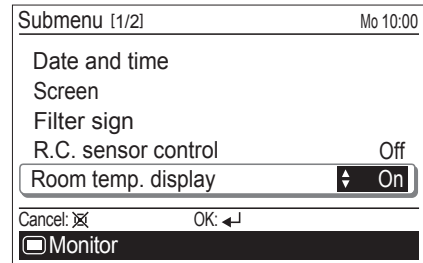 Submenu [1/2] Mo 10:00
Date and time
Screen
Filter sign
R.C. sensor control Off
Room temp. display On
Cancel: OK:
Monitor